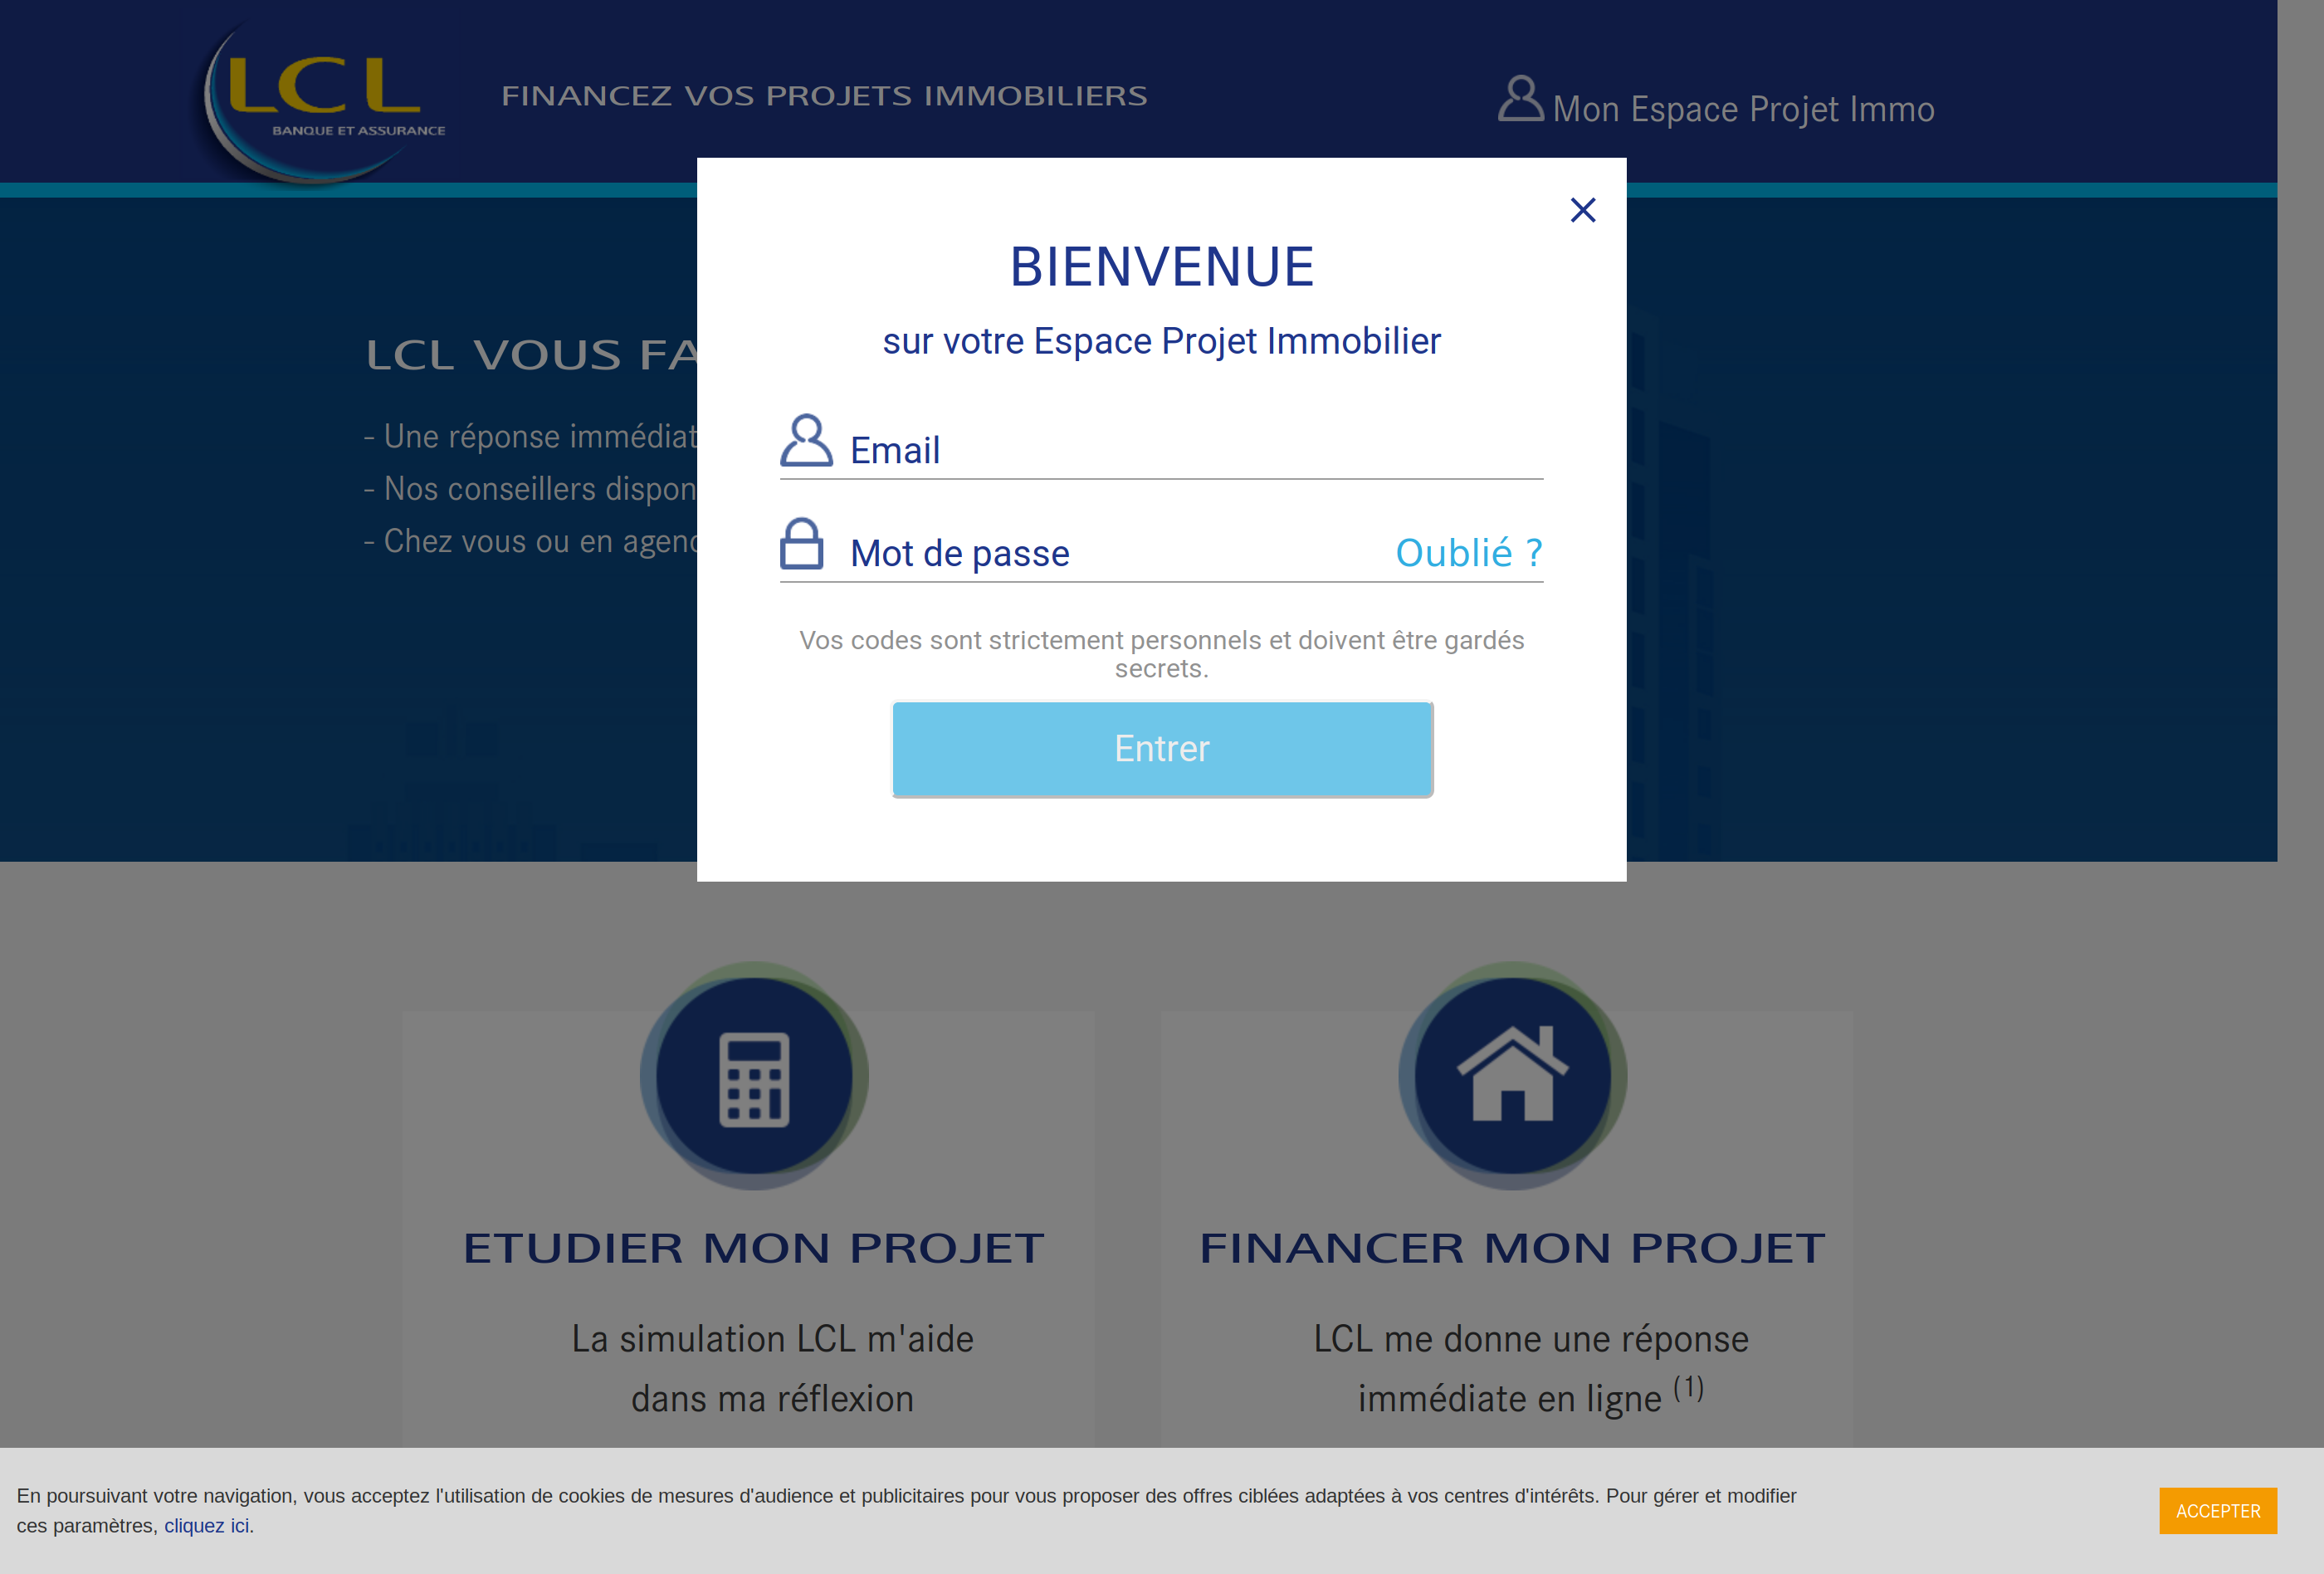 LCL
BANQUE ET ASSURANCE
FINANCEZ VOS PROJETS IMMOBILIERS
Mon Espace Projet Immo
LCL VOUS FA
- Une réponse immédiat
- Nos conseillers dispon
- Chez vous ou en agenc
BIENVENUE
sur votre Espace Projet Immobilier
Email
Mot de passe
Oublié ?
Vos codes sont strictement personnels et doivent être gardés
secrets.
Entrer
ETUDIER MON PROJET
La simulation LCL m'aide
dans ma réflexion
FINANCER MON PROJET
LCL me donne une réponse
immédiate en ligne (1)
En poursuivant votre navigation, vous acceptez l'utilisation de cookies de mesures d'audience et publicitaires pour vous proposer des offres ciblées adaptées à vos centres d'intérêts. Pour gérer et modifier
ces paramètres, cliquez ici.
ACCEPTER